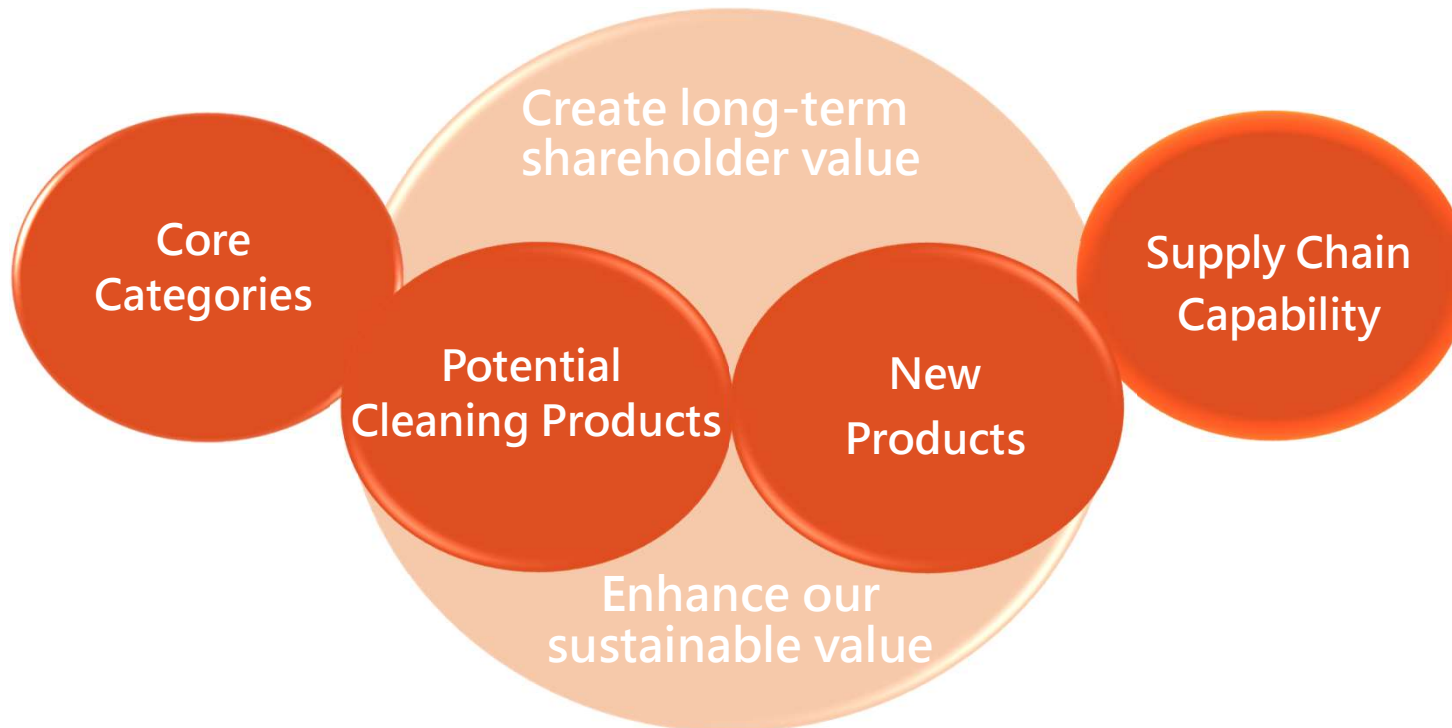 Create long-term
shareholder value
Core
Categories
Potential
Cleaning Products
New
Products
Supply Chain
Capability
Enhance our
sustainable value